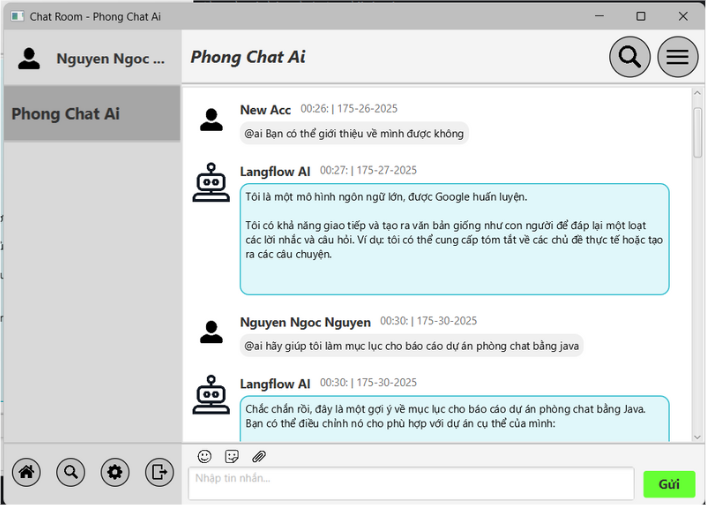 Chat Room - Phong Chat Ai
Nguyen Ngoc ...
Phong Chat Ai
Phong Chat Ai
New Acc 00:26: | 175-26-2025
@ai Bạn có thể giới thiệu về mình được không
Langflow AI 00:27: | 175-27-2025
Tôi là một mô hình ngôn ngữ lớn, được Google huấn luyện.
Tôi có khả năng giao tiếp và tạo ra văn bản giống như con người để đáp lại một loạt
các lời nhắc và câu hỏi. Ví dụ: tôi có thể cung cấp tóm tắt về các chủ đề thực tế hoặc tạo
ra các câu chuyện.
Nguyen Ngoc Nguyen 00:30: | 175-30-2025
@ai hãy giúp tôi làm mục lục cho báo cáo dự án phòng chat bằng java
Langflow AI 00:30: | 175-30-2025
Chắc chắn rồi, đây là một gợi ý về mục lục cho báo cáo dự án phòng chat bằng Java.
Bạn có thể điều chỉnh nó cho phù hợp với dự án cụ thể của mình:
Nhập tin nhắn...
Gửi